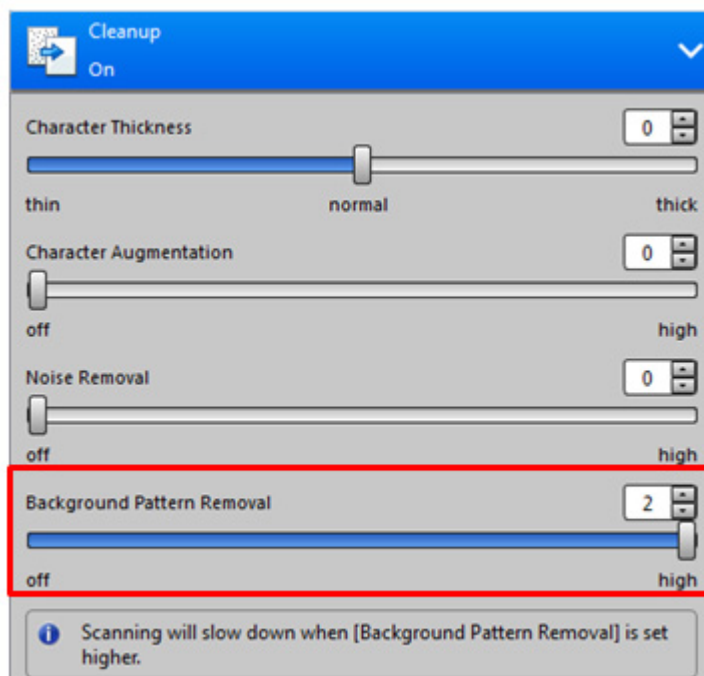 Cleanup
On
Character Thickness 0
thin normal thick
Character Augmentation 0
off high
Noise Removal 0
off high
Background Pattern Removal 2
off high
Scanning will slow down when [Background Pattern Removal] is set
higher.